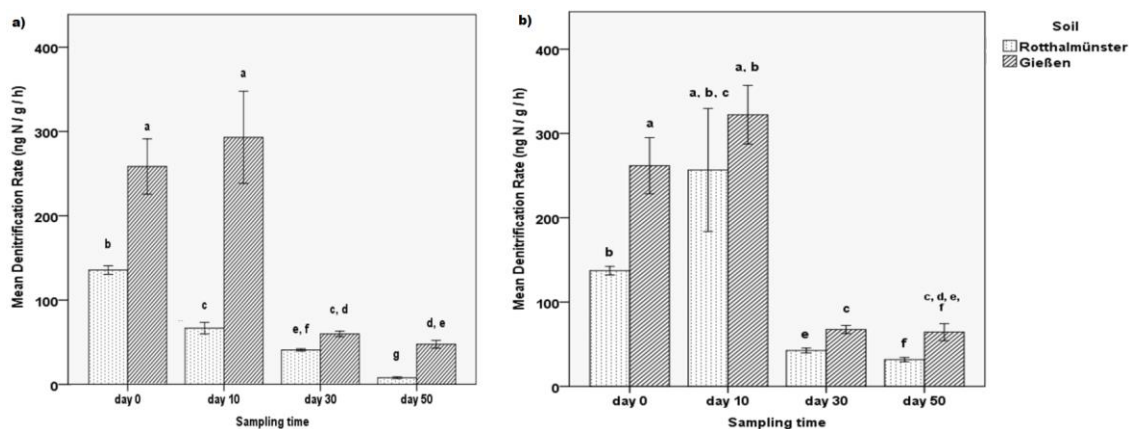 a)
Mean Denitrification Rate (ng N / g / h)
400
300
200
100
0
a
b
a
c
c, d
e, f
d, e
g
day 0 day 10 day 30 day 50
Sampling time
b)
Mean Denitrification Rate (ng N / g / h)
400
300
200
100
0
a
b
a, b
a, b, c
c
e
c, d, e,
f
f
day 0 day 10 day 30 day 50
Sampling time
Soil
Rotthalmünster
Gießen